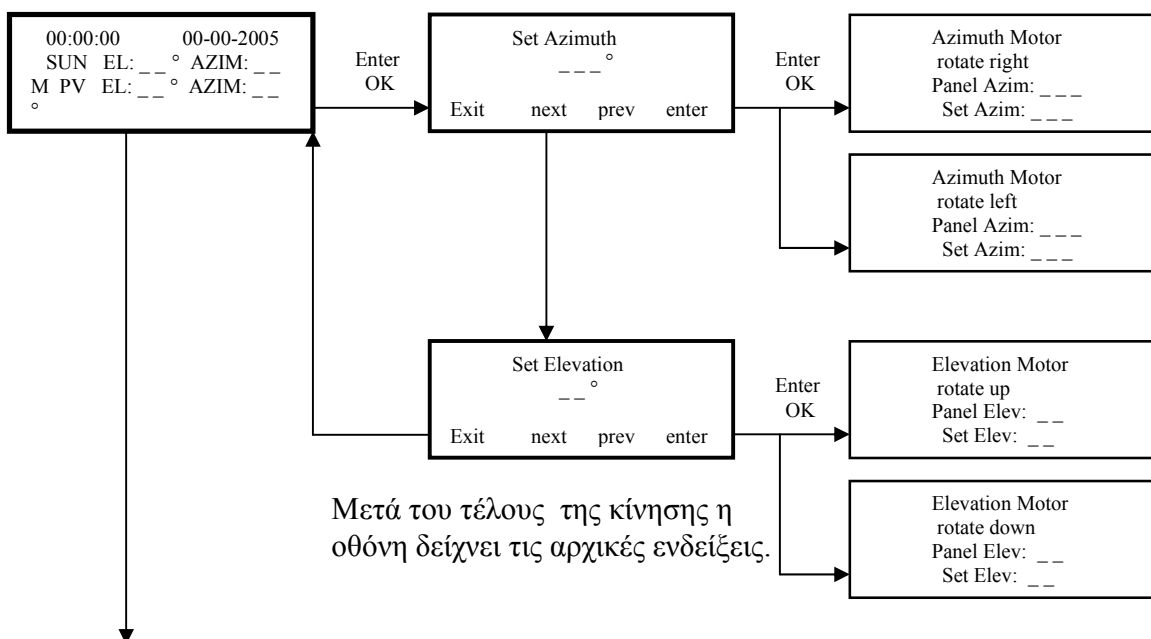 00:00:00 00-00-2005
SUN EL: _ _ ° AZIM: _ _
M PV EL: _ _ ° AZIM: _ _
°
Enter
OK
Set Azimuth
_ _ _ °
Exit next prev enter
Enter
OK
Azimuth Motor
rotate right
Panel Azim: _ _ _
Set Azim: _ _ _
Azimuth Motor
rotate left
Panel Azim: _ _ _
Set Azim: _ _ _
Set Elevation
_ _ °
Exit next prev enter
Enter
OK
Elevation Motor
rotate up
Panel Elev: _ _
Set Elev: _ _
Elevation Motor
rotate down
Panel Elev: _ _
Set Elev: _ _
Μετά του τέλους της κίνησης η
οθόνη δείχνει τις αρχικές ενδείξεις.